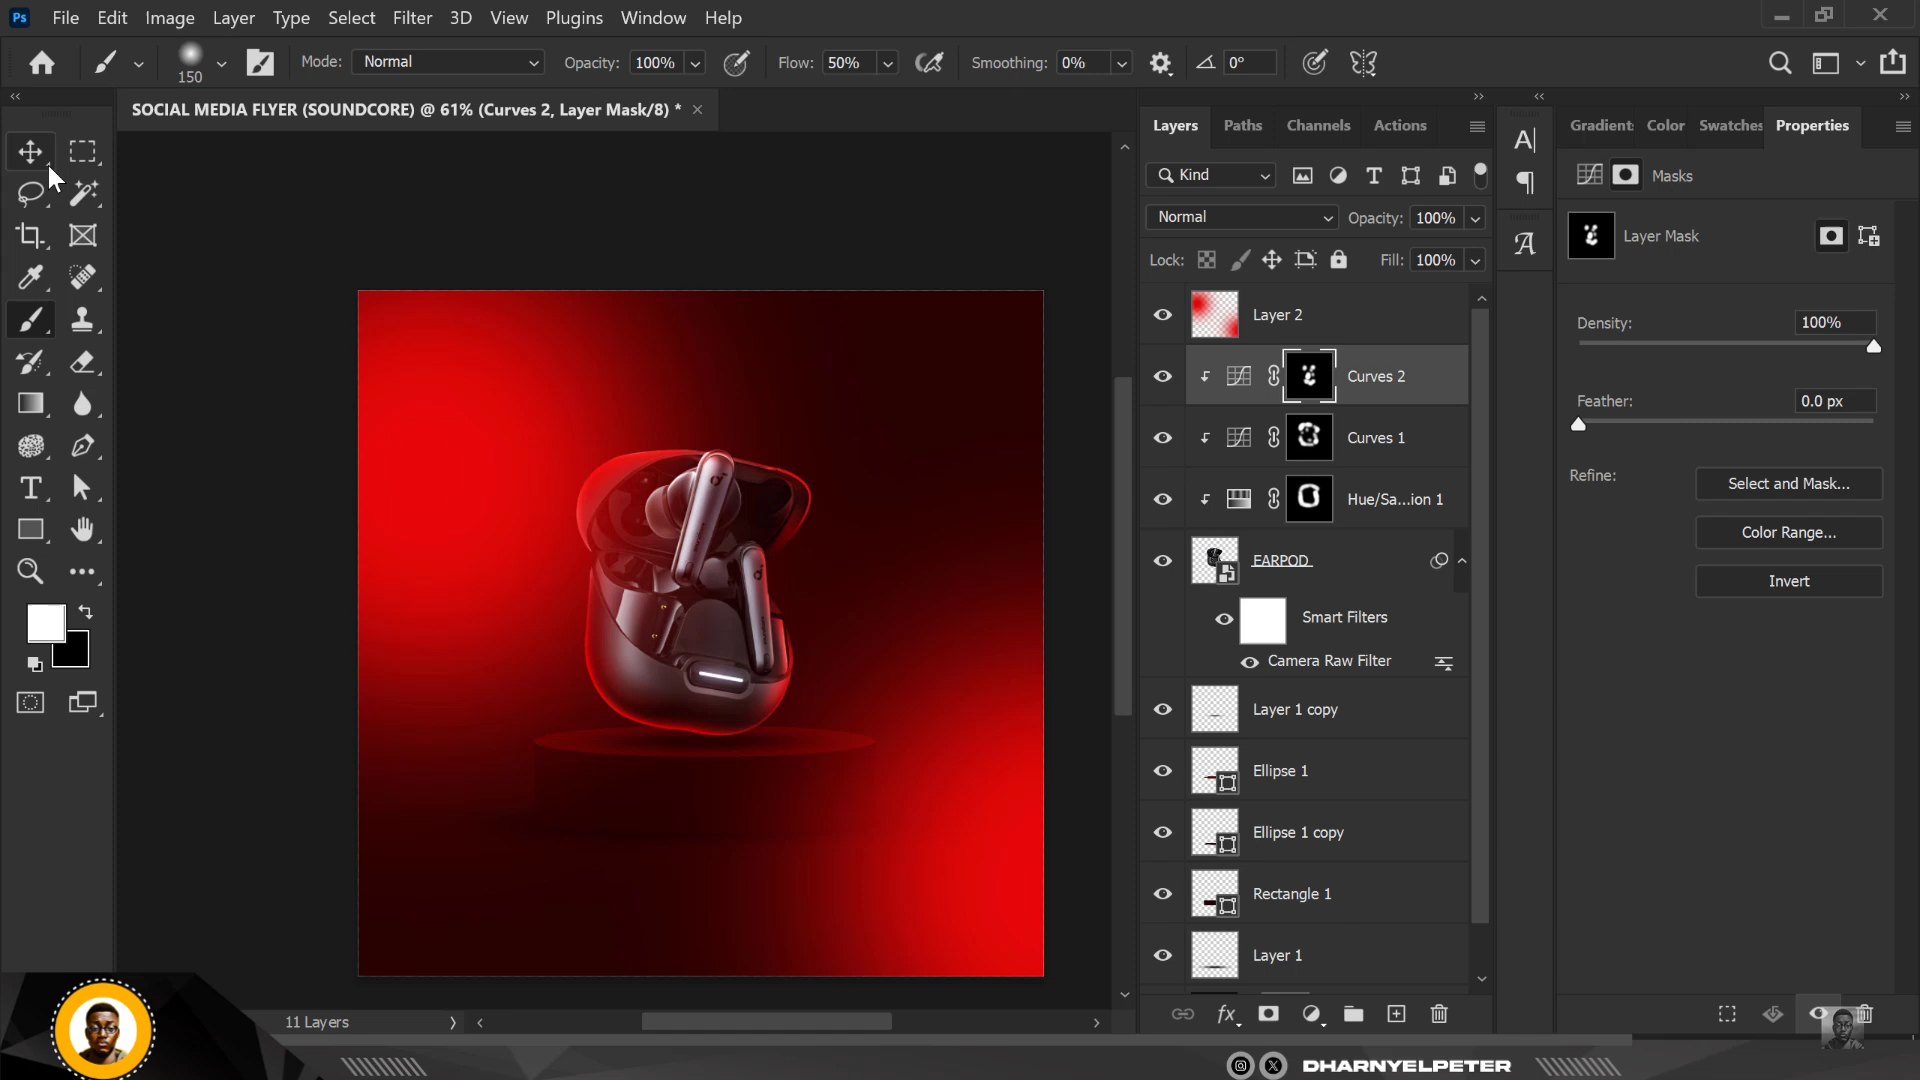 Ps File Edit Image Layer Type Select Filter 3D View Plugins Window Help
150 Mode: Normal Opacity: 100% Flow: 50% Smoothing: 0% 0°
SOCIAL MEDIA FLYER (SOUNDCORE) @ 61% (Curves 2, Layer Mask/8) *
Layers Paths Channels Actions
Kind
Normal Opacity: 100%
Lock: Fill: 100%
Layer 2
Curves 2
Curves 1
Hue/Sa...ion 1
EARPOD
Smart Filters
Camera Raw Filter
Layer 1 copy
Ellipse 1
Ellipse 1 copy
Rectangle 1
Layer 1
Gradient Color Swatches Properties
Masks
Layer Mask
Density: 100%
Feather: 0.0 px
Refine: Select and Mask...
Color Range...
Invert
11 Layers
DHARNYELPETER